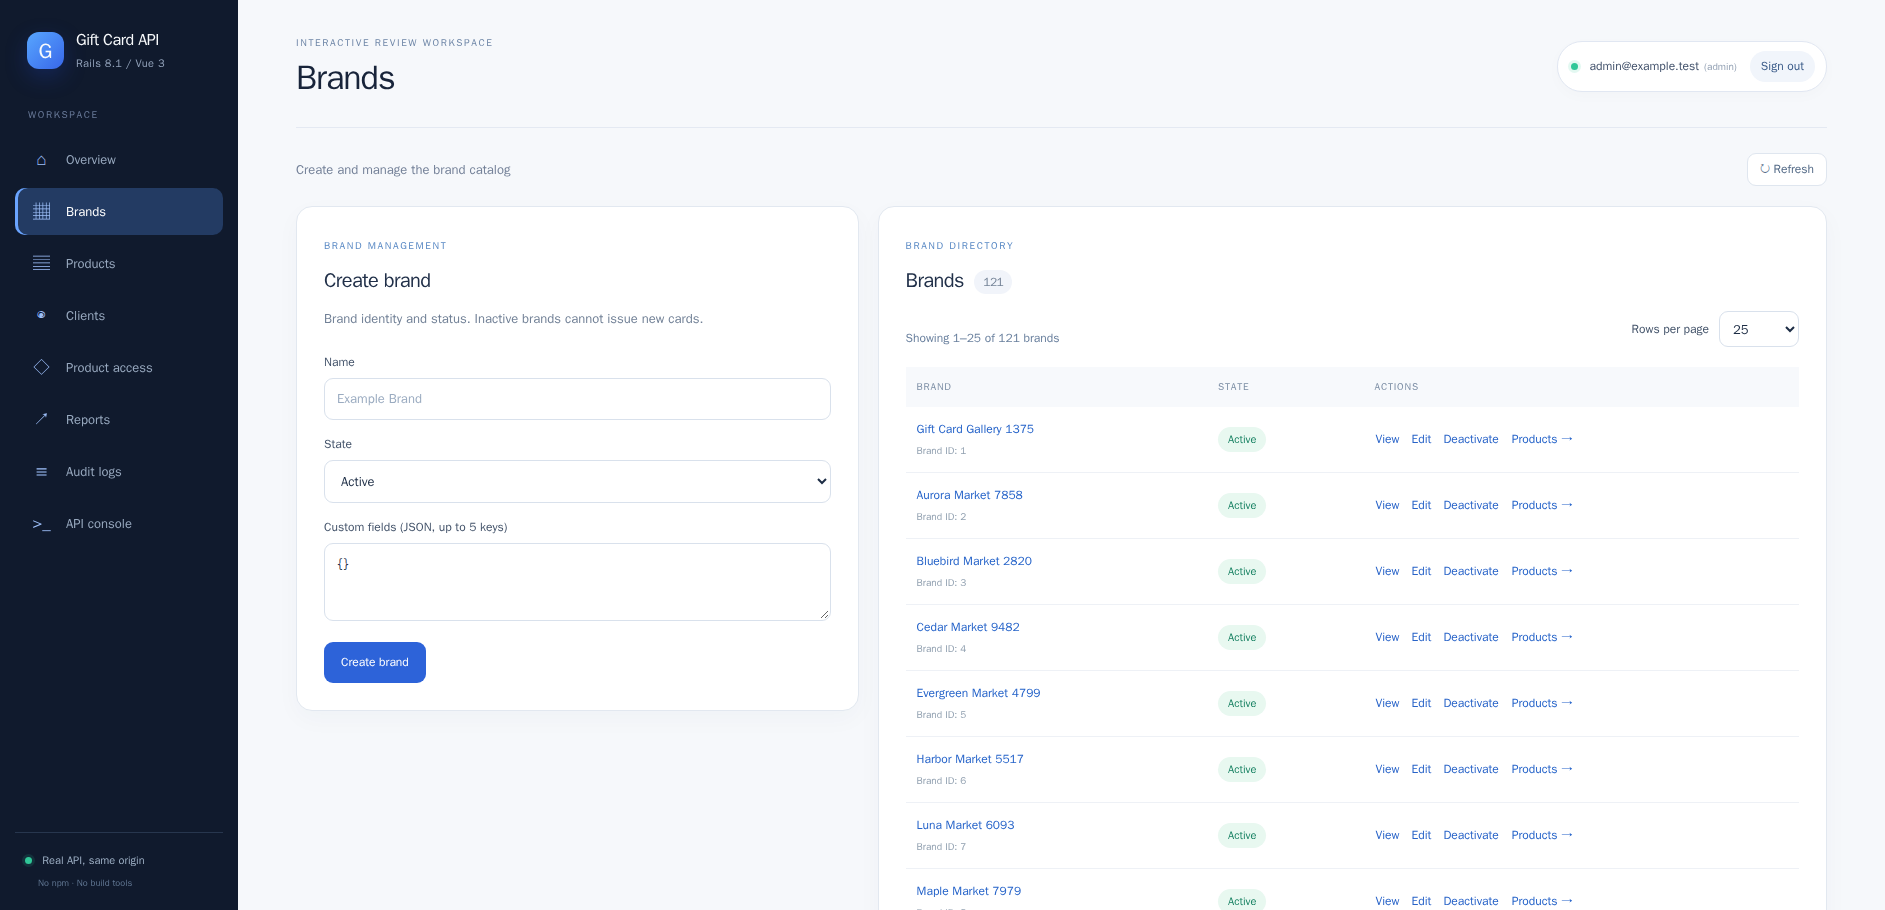 G
Gift Card API
Rails 8.1 / Vue 3
WORKSPACE
Overview
Brands
Products
Clients
Product access
Reports
Audit logs
>_ API console
Real API, same origin
No npm · No build tools
INTERACTIVE REVIEW WORKSPACE
Brands
admin@example.test (admin) Sign out
Create and manage the brand catalog
Refresh
BRAND MANAGEMENT
Create brand
Brand identity and status. Inactive brands cannot issue new cards.
Name
Example Brand
State
Active
Custom fields (JSON, up to 5 keys)
{}
Create brand
BRAND DIRECTORY
Brands 121
Showing 1–25 of 121 brands
Rows per page 25
BRAND STATE ACTIONS
Gift Card Gallery 1375
Brand ID: 1
Active View Edit Deactivate Products →
Aurora Market 7858
Brand ID: 2
Active View Edit Deactivate Products →
Bluebird Market 2820
Brand ID: 3
Active View Edit Deactivate Products →
Cedar Market 9482
Brand ID: 4
Active View Edit Deactivate Products →
Evergreen Market 4799
Brand ID: 5
Active View Edit Deactivate Products →
Harbor Market 5517
Brand ID: 6
Active View Edit Deactivate Products →
Luna Market 6093
Brand ID: 7
Active View Edit Deactivate Products →
Maple Market 7979
Active View Edit Deactivate Products →